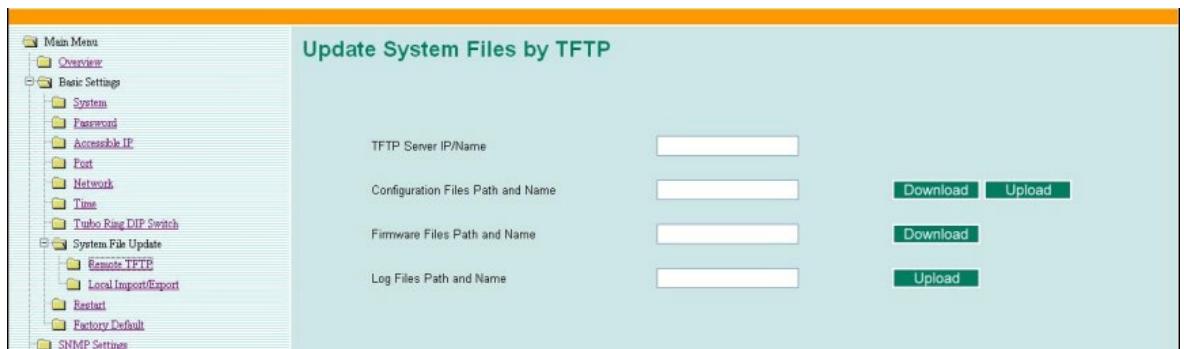 Main Menu
Overview
Basic Settings
System
Password
Accessible IP
Port
Network
Time
Turbo Ring DIP Switch
System File Update
Remote TFTP
Local Import/Export
Restart
Factory Default
SNMP Settings
Update System Files by TFTP
TFTP Server IP/Name
Configuration Files Path and Name Download Upload
Firmware Files Path and Name Download
Log Files Path and Name Upload